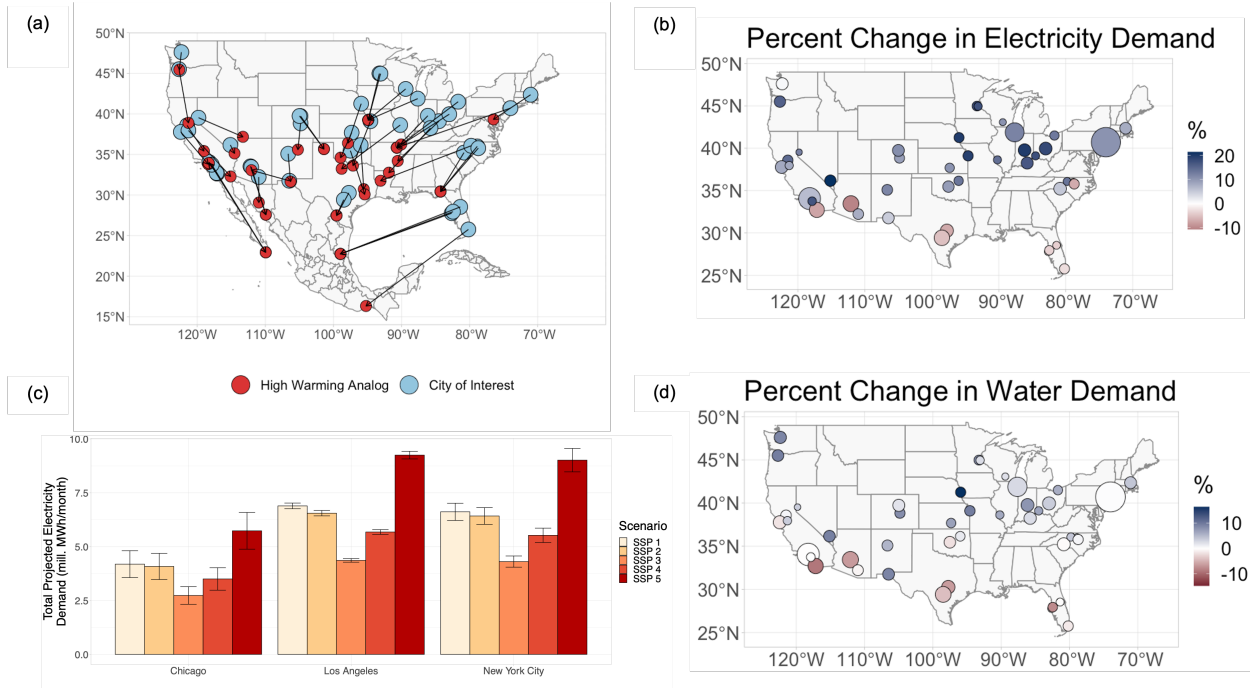 (a)
50°N
45°N
40°N
35°N
30°N
25°N
20°N
15°N
120°W 110°W 100°W 90°W 80°W 70°W
High Warming Analog City of Interest
(b)
Percent Change in Electricity Demand
50°N
45°N
40°N
35°N
30°N
25°N
120°W 110°W 100°W 90°W 80°W 70°W
%
20
10
0
-10
(c)
Total Projected Electricity
Demand (mill. MWh/month)
10.0
7.5
5.0
2.5
0.0
Chicago Los Angeles New York City
Scenario
SSP 1
SSP 2
SSP 3
SSP 4
SSP 5
(d)
Percent Change in Water Demand
50°N
45°N
40°N
35°N
30°N
25°N
120°W 110°W 100°W 90°W 80°W 70°W
%
10
0
-10